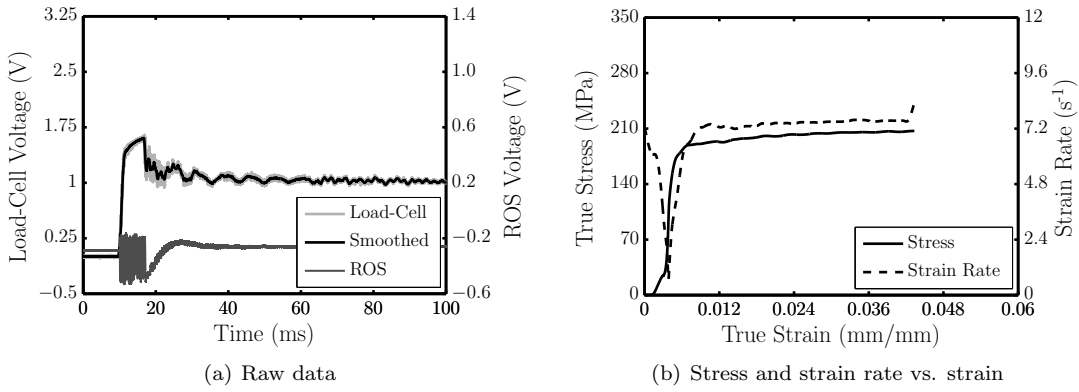 3.25
2.5
1.75
1
0.25
−0.5
Load-Cell Voltage (V)
1.4
1.0
0.6
0.2
−0.2
−0.6
ROS Voltage (V)
Load-Cell
Smoothed
ROS
0
20
40
60
80
100
Time (ms)
(a) Raw data
350
280
210
140
70
0
True Stress (MPa)
12
9.6
7.2
4.8
2.4
0
Strain Rate (s-1)
Stress
Strain Rate
0
0.012
0.024
0.036
0.048
0.06
True Strain (mm/mm)
(b) Stress and strain rate vs. strain